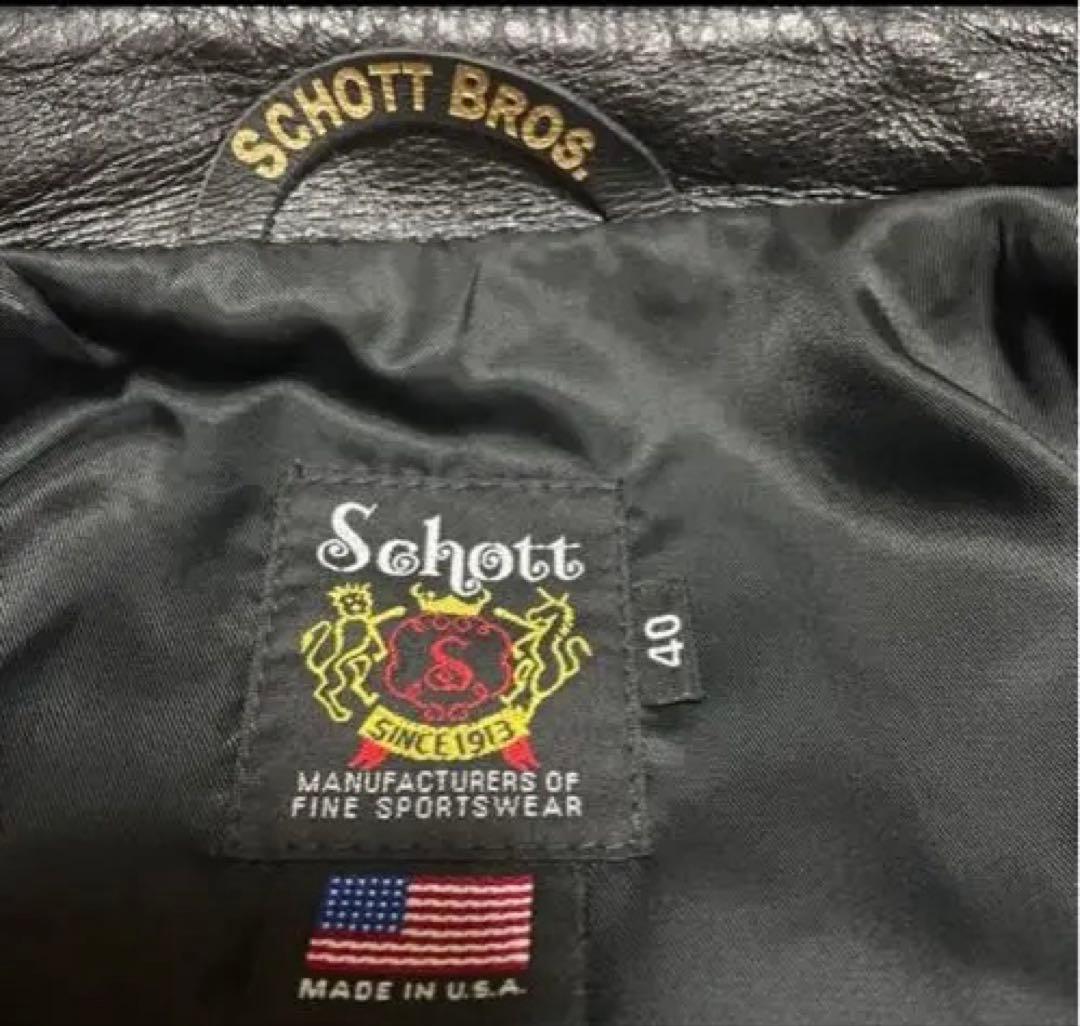 SCHOTT BROS.
Schott
S
SINCE 1913
MANUFACTURERS OF
FINE SPORTSWEAR
40
MADE IN U.S.A.